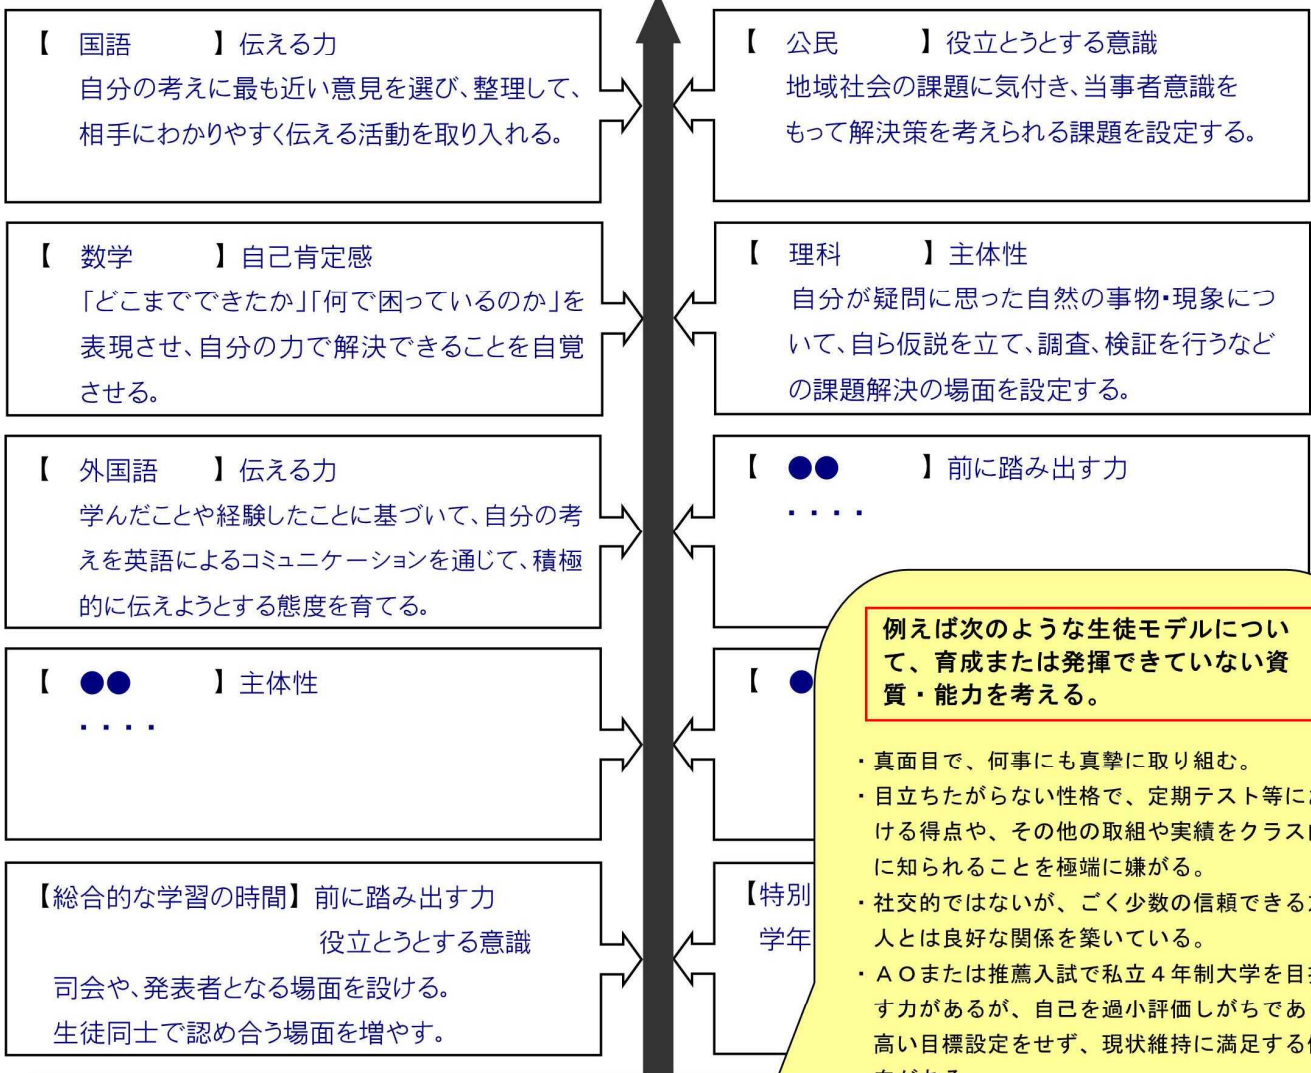 【　国語　　　】伝える力
自分の考えに最も近い意見を選び、整理して、
相手にわかりやすく伝える活動を取り入れる。
【　公民　　　】役立とうとする意識
地域社会の課題に気付き、当事者意識を
もって解決策を考えられる課題を設定する。
【　数学　　　】自己肯定感
「どこまでできたか」「何で困っているのか」を
表現させ、自分の力で解決できることを自覚
させる。
【　理科　　　】主体性
自分が疑問に思った自然の事物・現象につ
いて、自ら仮説を立て、調査、検証を行うなど
の課題解決の場面を設定する。
【　外国語　　】伝える力
学んだことや経験したことに基づいて、自分の考
えを英語によるコミュニケーションを通じて、積極
的に伝えようとする態度を育てる。
【　●●　　　】前に踏み出す力
・・・・
【　●●　　　】主体性
・・・・
【　●
【総合的な学習の時間】前に踏み出す力
役立とうとする意識
司会や、発表者となる場面を設ける。
生徒同士で認め合う場面を増やす。
【特別
学年
例えば次のような生徒モデルについ
て、育成または発揮できていない資
質・能力を考える。
・真面目で、何事にも真摯に取り組む。
・目立ちたがらない性格で、定期テスト等に
ける得点や、その他の取組や実績をクラス
に知られることを極端に嫌がる。
・社交的ではないが、ごく少数の信頼できる
人とは良好な関係を築いている。
・ＡＯまたは推薦入試で私立４年制大学を目
す力があるが、自己を過小評価しがちであ
高い目標設定をせず、現状維持に満足する